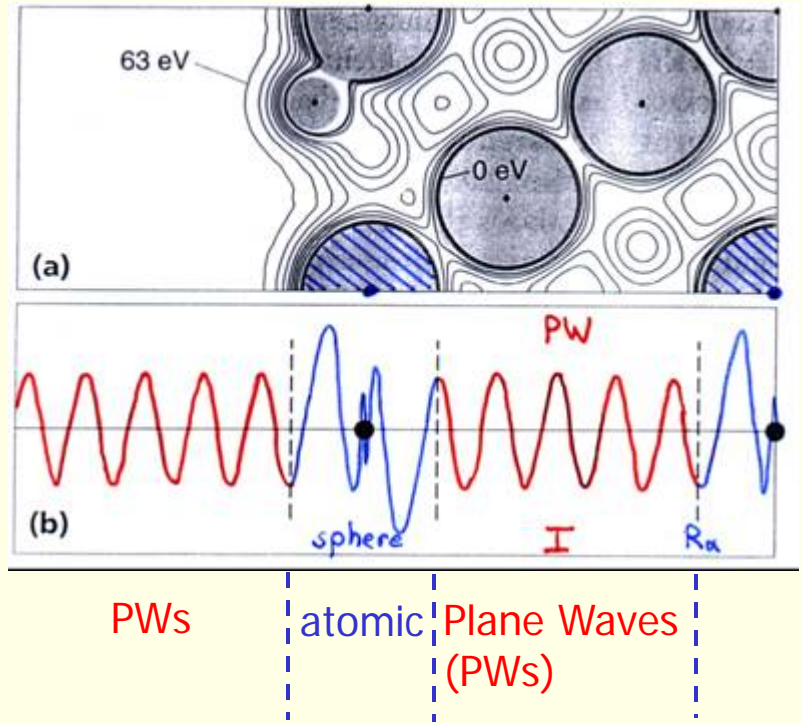 63 eV
0 eV
(a)
PW
(b)
sphere
I
Rα
PWs
atomic
Plane Waves
(PWs)